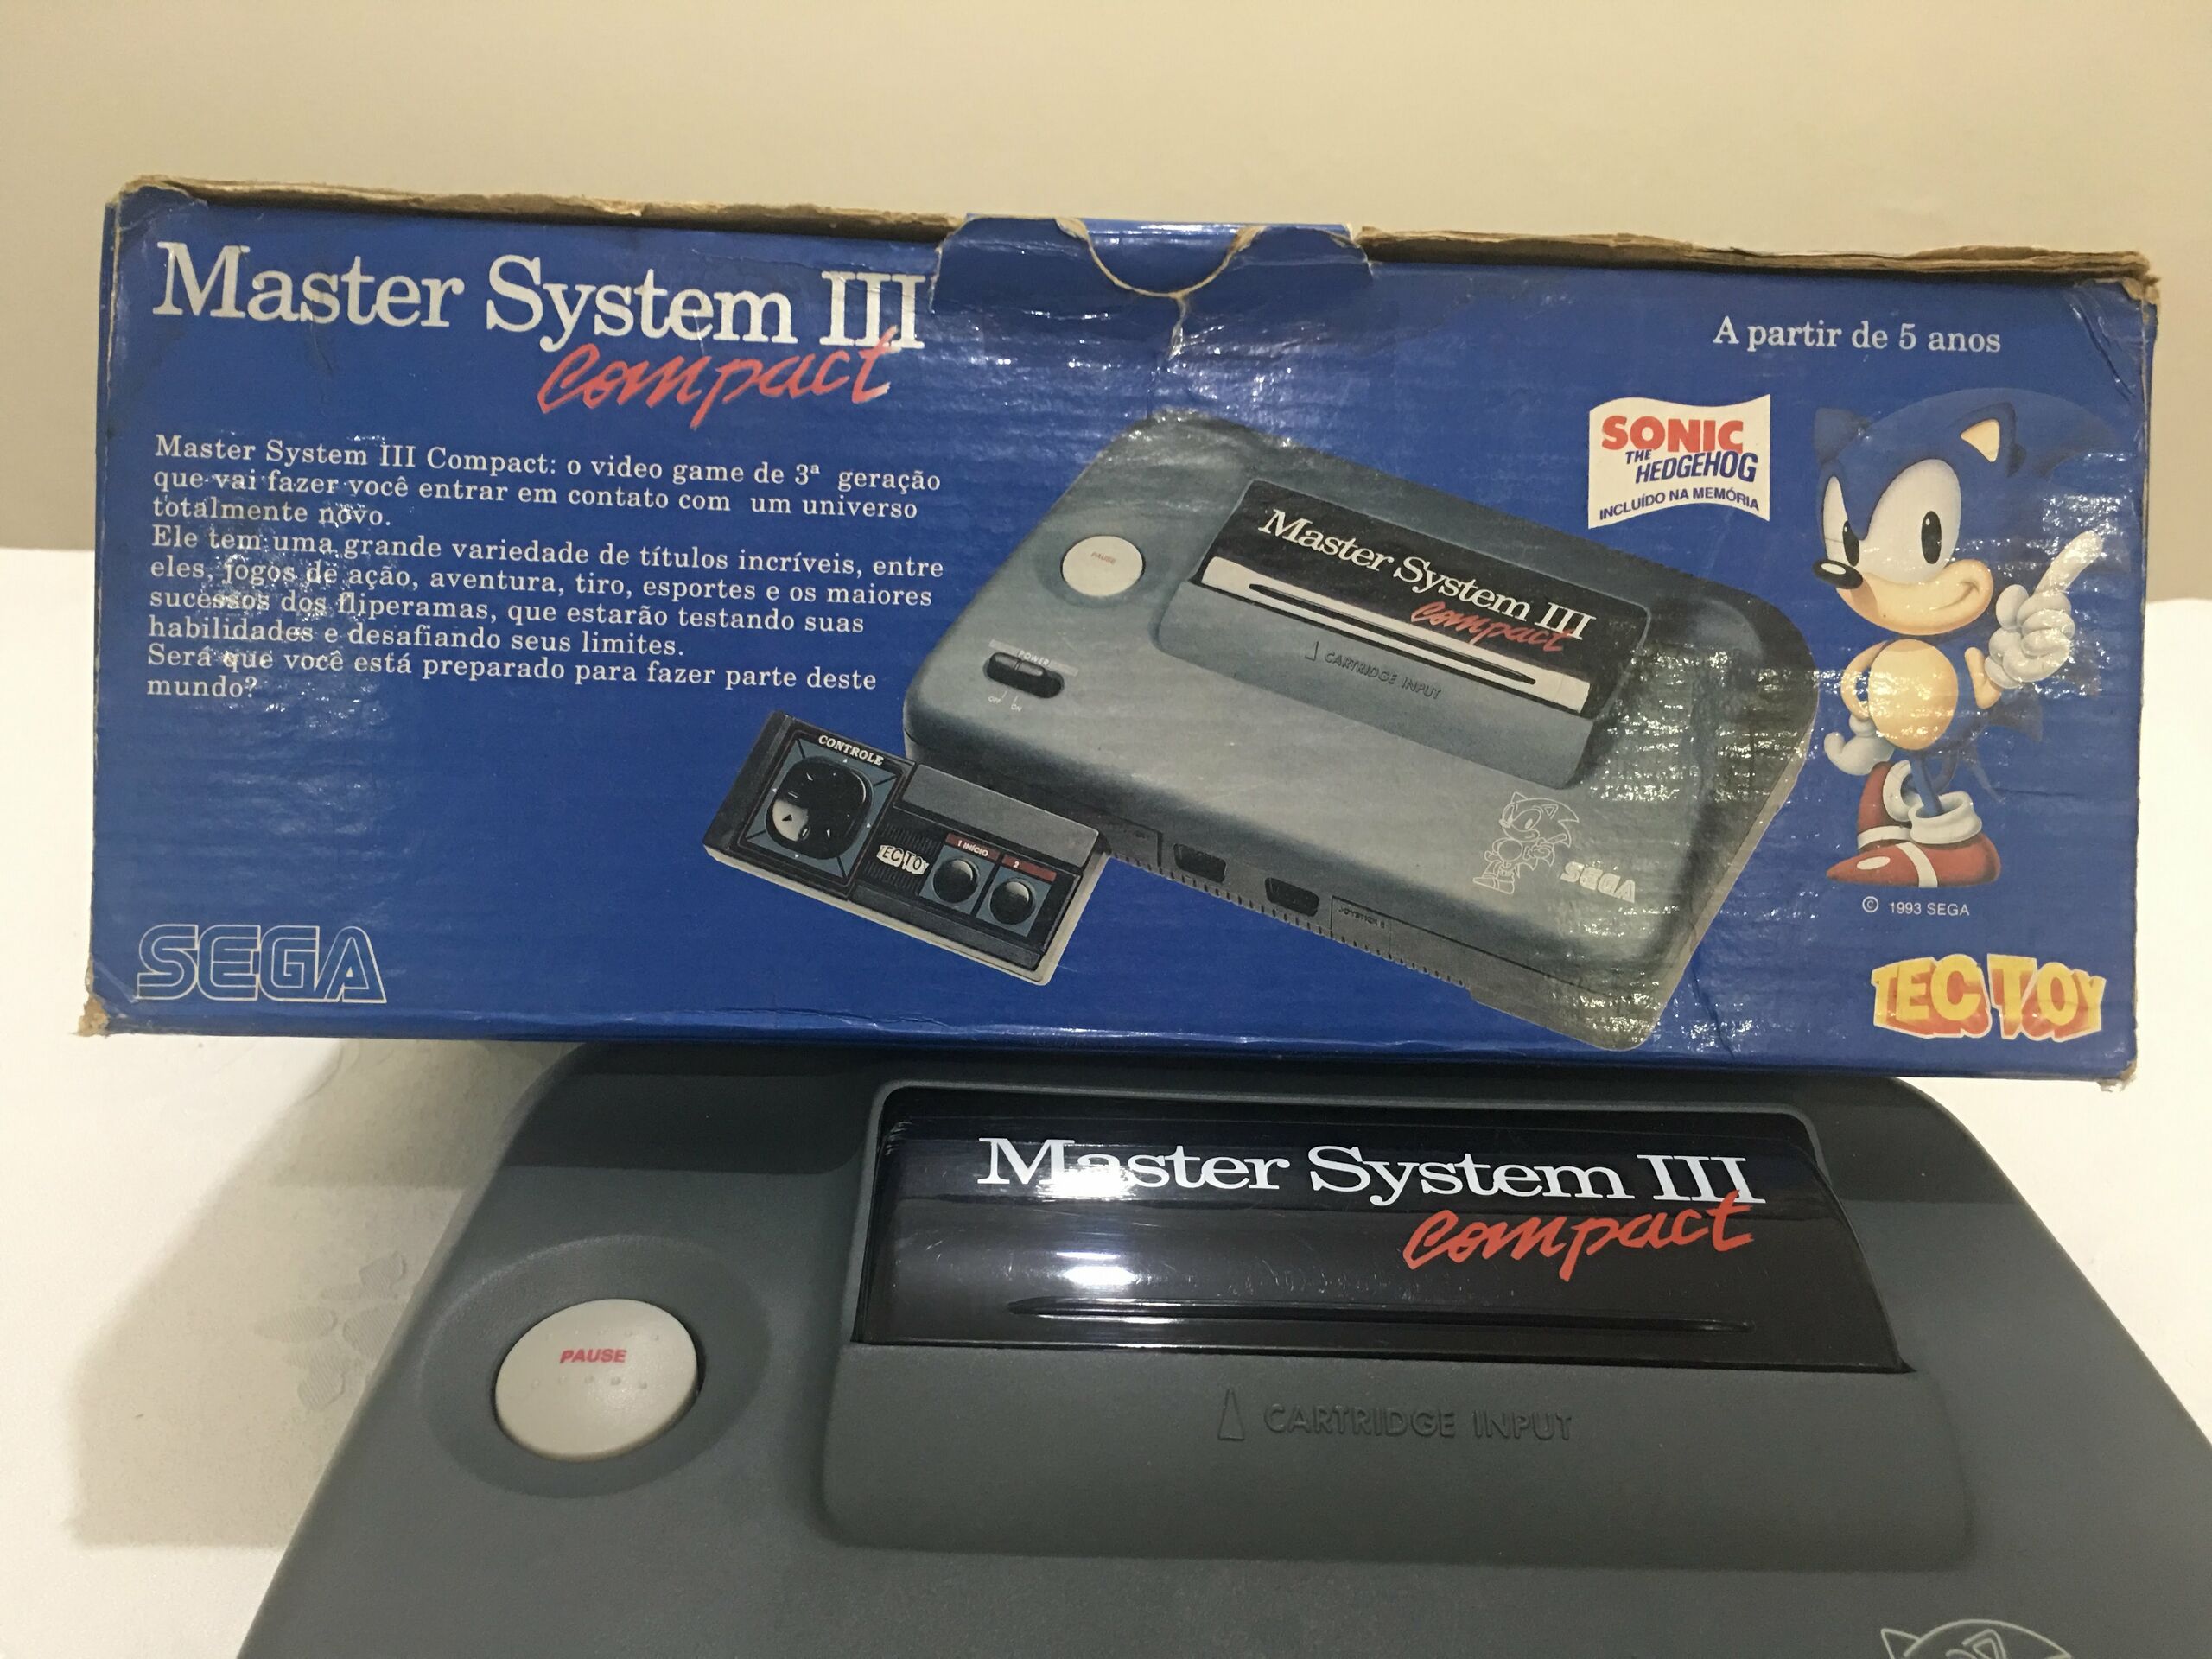 Master System III
compact
A partir de 5 anos
Master System III Compact: o video game de 3ª geração
que vai fazer você entrar em contato com um universo
totalmente novo.
Ele tem uma grande variedade de títulos incríveis, entre
eles, jogos de ação, aventura, tiro, esportes e os maiores
sucessos dos fliperamas, que estarão testando suas
habilidades e desafiando seus limites.
Será que você está preparado para fazer parte deste
mundo?
SONIC
THE
HEDGEHOG
INCLUÍDO NA MEMÓRIA
PAUSE
Master System III
compact
CARTRIDGE INPUT
POWER
OFF ON
CONTROLE
TECTOY
1 INÍCIO 2
JOYSTICK 2
SEGA
© 1993 SEGA
SEGA
TEC TOY
Master System III
compact
PAUSE
CARTRIDGE INPUT